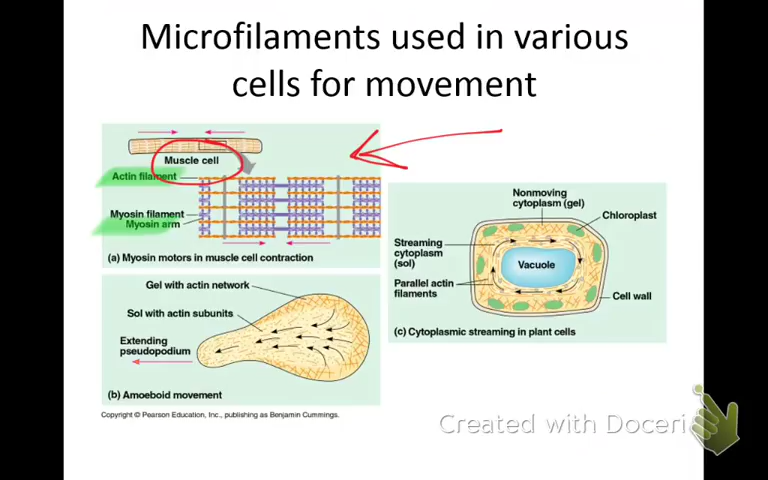 Microfilaments used in various
cells for movement
Muscle cell
Actin filament
Myosin filament
Myosin arm
(a) Myosin motors in muscle cell contraction
Gel with actin network
Sol with actin subunits
Extending
pseudopodium
(b) Amoeboid movement
Nonmoving
cytoplasm (gel)
Chloroplast
Streaming
cytoplasm
(sol)
Vacuole
Parallel actin
filaments
Cell wall
(c) Cytoplasmic streaming in plant cells
Copyright © Pearson Education, Inc., publishing as Benjamin Cummings.
Created with Doceri